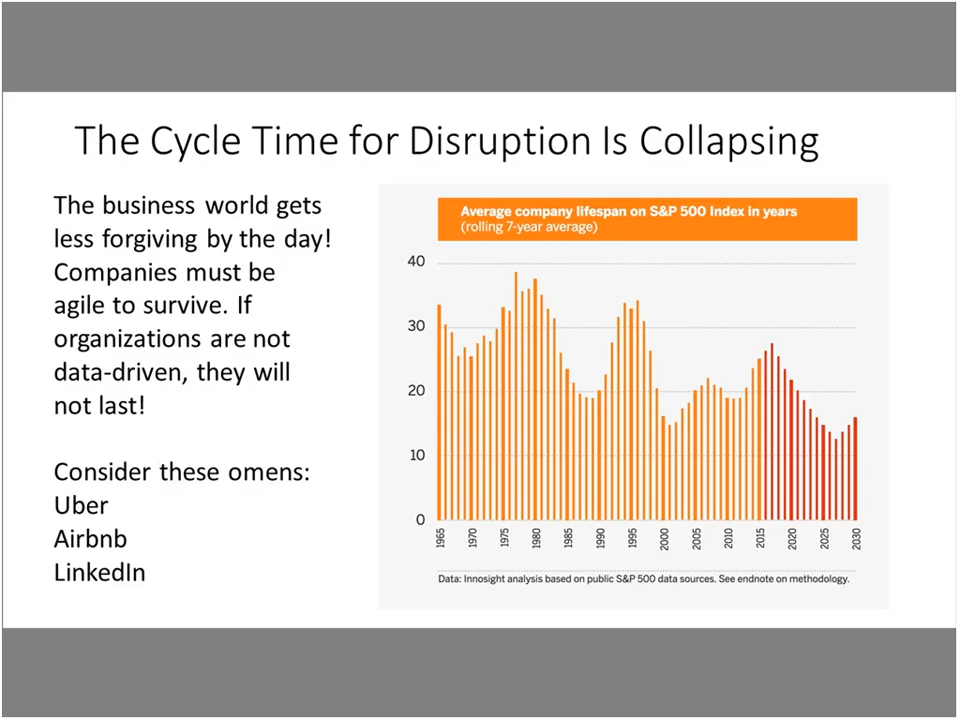 The Cycle Time for Disruption Is Collapsing
The business world gets
less forgiving by the day!
Companies must be
agile to survive. If
organizations are not
data-driven, they will
not last!
Consider these omens:
Uber
Airbnb
LinkedIn
Average company lifespan on S&P 500 Index in years
(rolling 7-year average)
40
30
20
10
0
1965 1970 1975 1980 1985 1990 1995 2000 2005 2010 2015 2020 2025 2030
Data: Innosight analysis based on public S&P 500 data sources. See endnote on methodology.